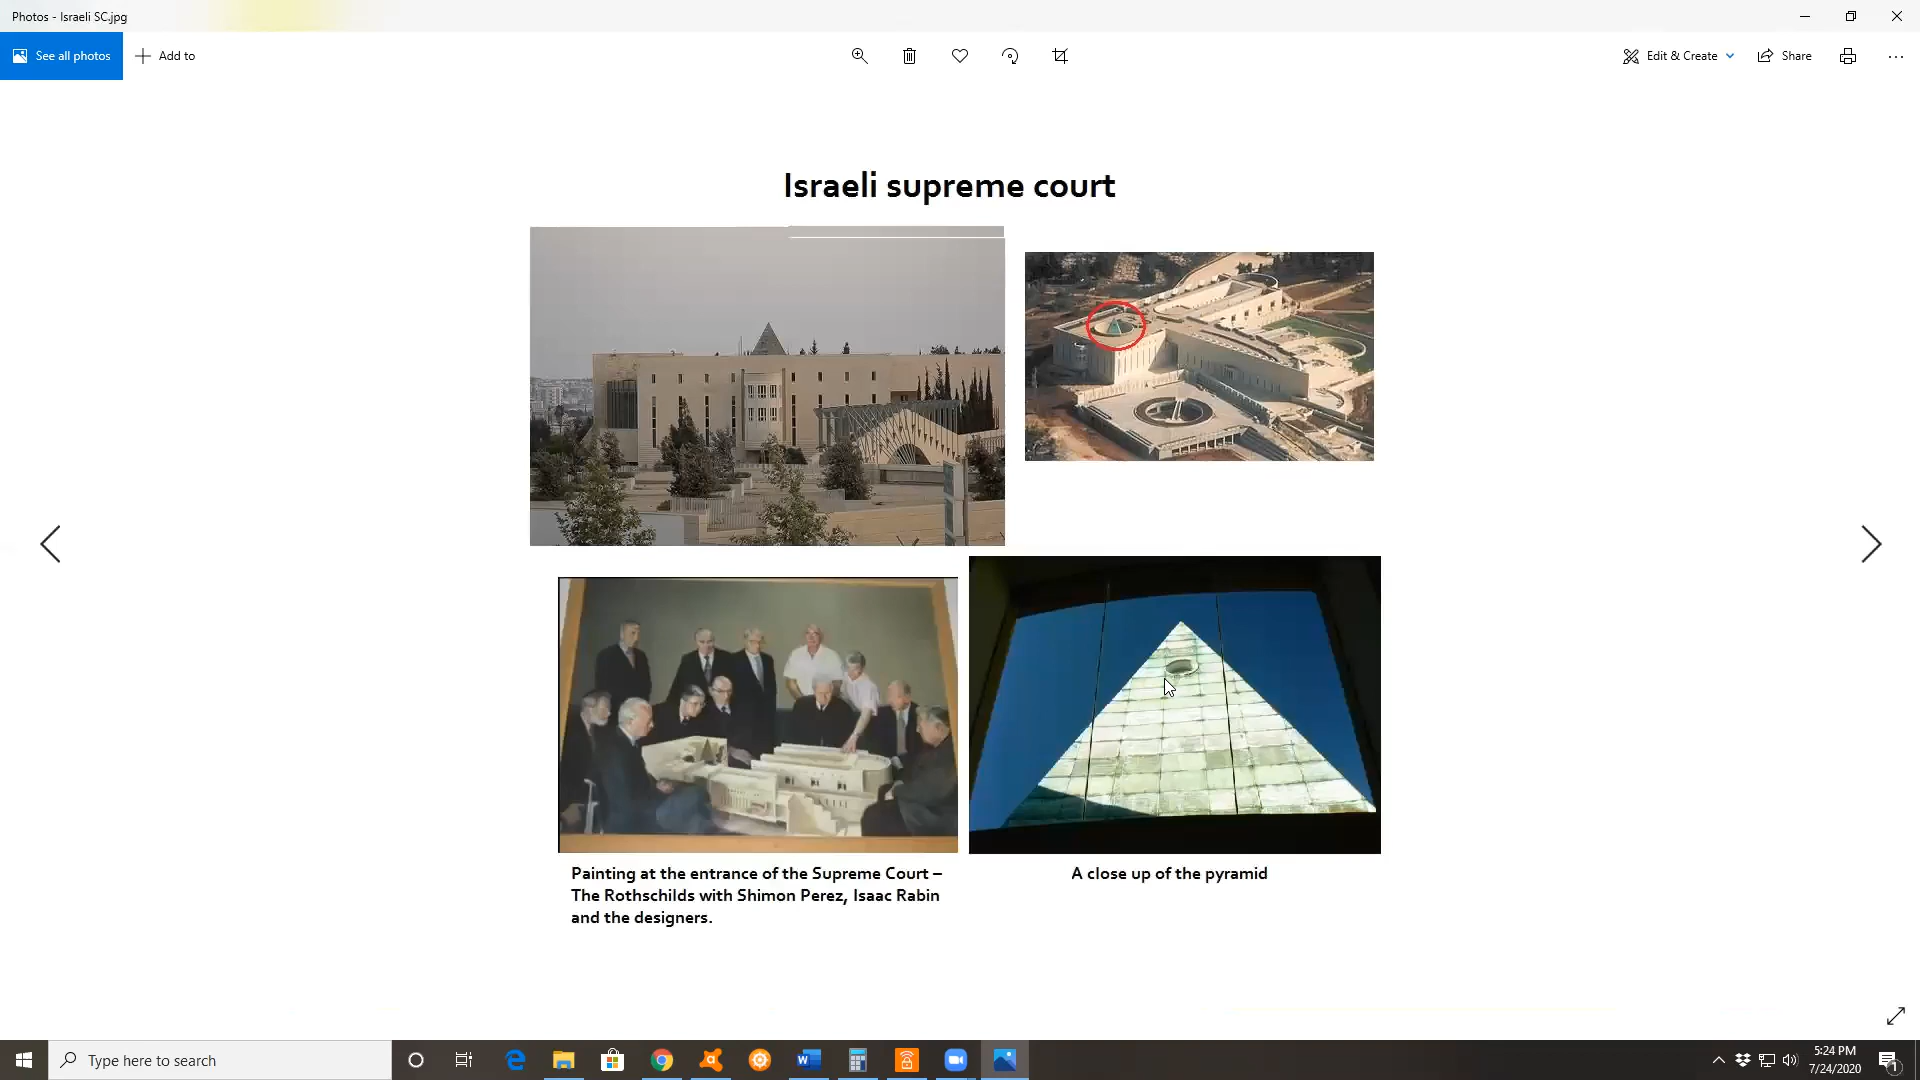 Photos - Israeli SC.jpg
See all photos
Add to
Edit & Create
Share
Israeli supreme court
Painting at the entrance of the Supreme Court –
The Rothschilds with Shimon Perez, Isaac Rabin
and the designers.
A close up of the pyramid
Type here to search
5:24 PM
7/24/2020
1